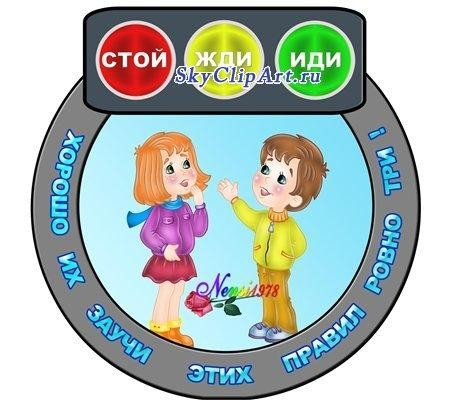 СТОЙ ЖДИ ИДИ
SkyClipArt.ru
ХОРОШО ИХ ЗАУЧИ ЭТИХ ПРАВИЛ РОВНО ТРИ !
Nensi1978